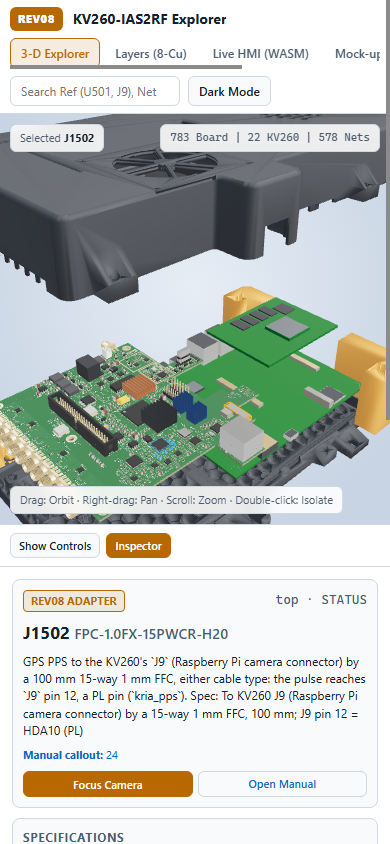 REV08 KV260-IAS2RF Explorer
3-D Explorer Layers (8-Cu) Live HMI (WASM) Mock-up
Search Ref (U501, J9), Net Dark Mode
Selected J1502 783 Board | 22 KV260 | 578 Nets
Drag: Orbit · Right-drag: Pan · Scroll: Zoom · Double-click: Isolate
Show Controls Inspector
REV08 ADAPTER top · STATUS
J1502 FPC-1.0FX-15PWCR-H20
GPS PPS to the KV260's `J9` (Raspberry Pi camera connector) by
a 100 mm 15-way 1 mm FFC, either cable type: the pulse reaches
`J9` pin 12, a PL pin (`kria_pps`). Spec: To KV260 J9 (Raspberry Pi
camera connector) by a 15-way 1 mm FFC, 100 mm; J9 pin 12 =
HDA10 (PL)
Manual callout: 24
Focus Camera Open Manual
SPECIFICATIONS